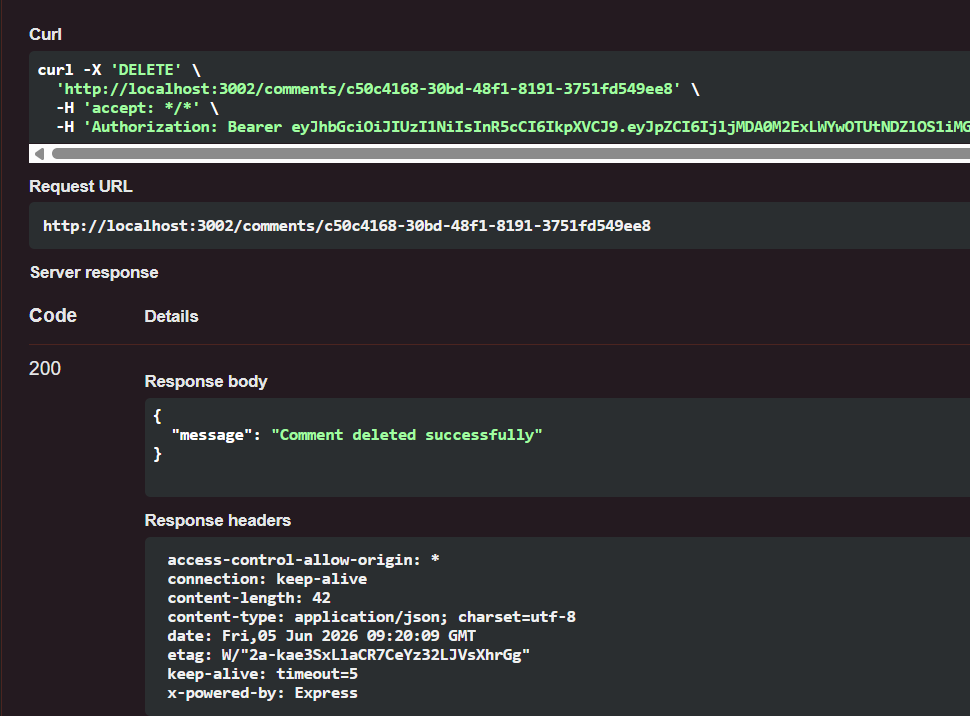 Curl
curl -X 'DELETE' \
'http://localhost:3002/comments/c50c4168-30bd-48f1-8191-3751fd549ee8' \
-H 'accept: */*' \
-H 'Authorization: Bearer eyJhbGciOiJIUzI1NiIsInR5cCI6IkpXVCJ9.eyJpZCI6IjljMDA0M2ExLWYwOTUtNDZlOS1iMG
Request URL
http://localhost:3002/comments/c50c4168-30bd-48f1-8191-3751fd549ee8
Server response
Code Details
200
Response body
{
"message": "Comment deleted successfully"
}
Response headers
access-control-allow-origin: *
connection: keep-alive
content-length: 42
content-type: application/json; charset=utf-8
date: Fri,05 Jun 2026 09:20:09 GMT
etag: W/"2a-kae3SxLlaCR7CeYz32LJVsXhrGg"
keep-alive: timeout=5
x-powered-by: Express